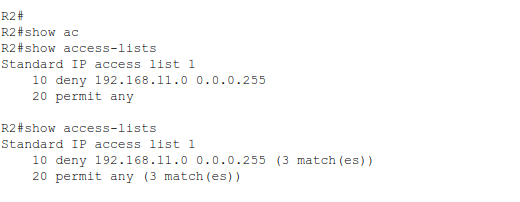 R2#
R2#show ac
R2#show access-lists
Standard IP access list 1
    10 deny 192.168.11.0 0.0.0.255
    20 permit any

R2#show access-lists
Standard IP access list 1
    10 deny 192.168.11.0 0.0.0.255 (3 match(es))
    20 permit any (3 match(es))